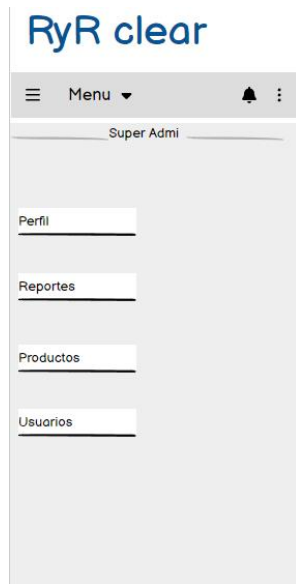 RyR clear
Menu
Super Admi
Perfil
Reportes
Productos
Usuarios